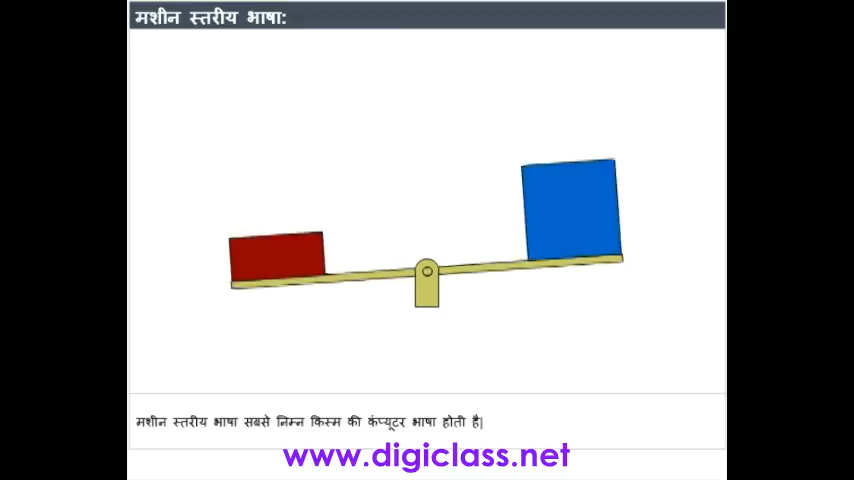 मशीन स्तरीय भाषा:
मशीन स्तरीय भाषा सबसे निम्न किस्म की कंप्यूटर भाषा होती है|
www.digiclass.net